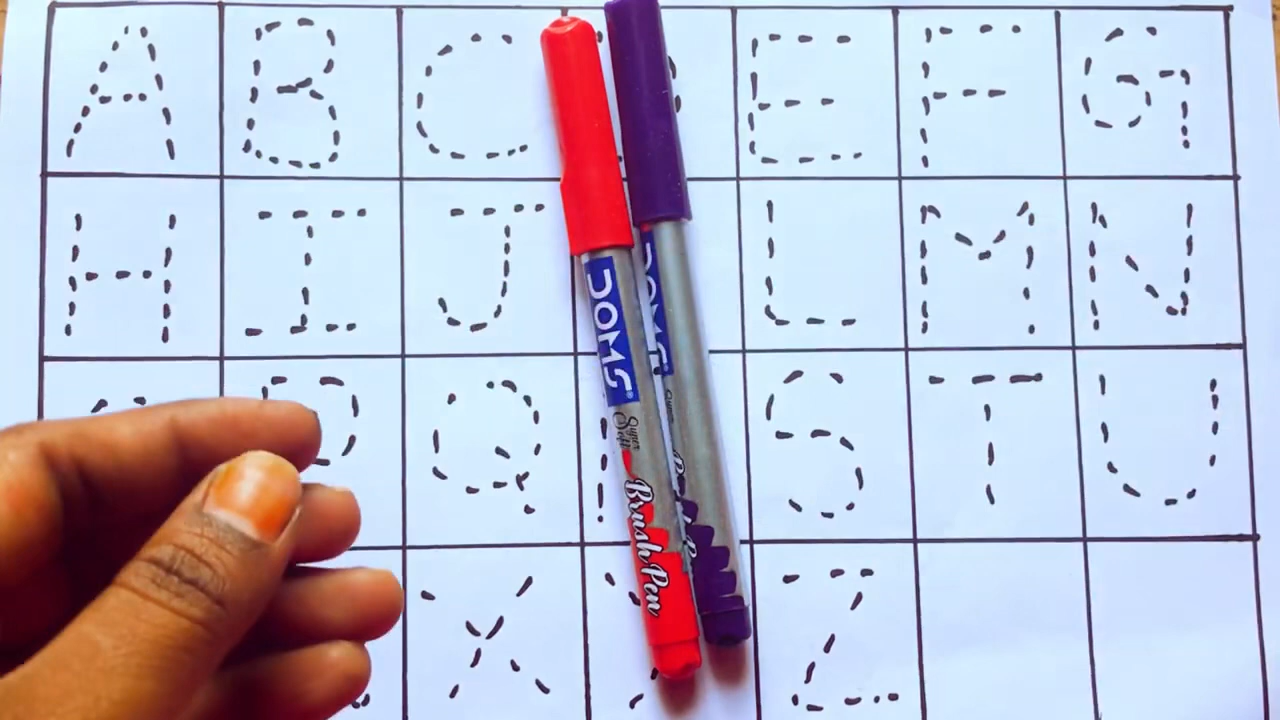 A B C E F G
H I J L M N
Q S T U
X Z
DOMS
Super Soft
Brush Pen
DOMS